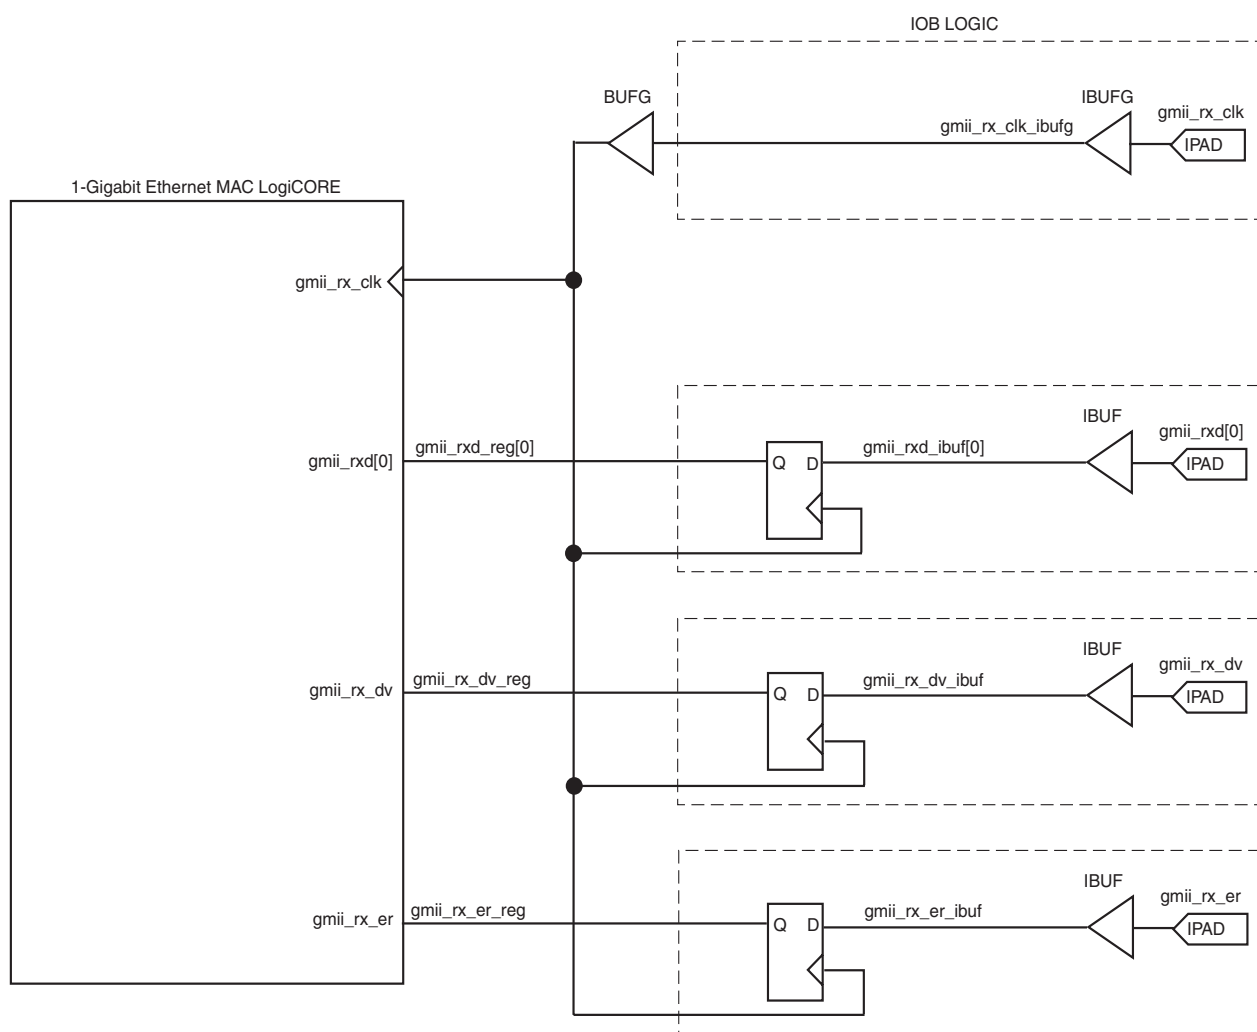 IOB LOGIC
BUFG
IBUFG
gmii_rx_clk
gmii_rx_clk_ibufg
IPAD
1-Gigabit Ethernet MAC LogiCORE
gmii_rx_clk
IBUF
gmii_rxd[0]
gmii_rxd_reg[0]
gmii_rxd_ibuf[0]
gmii_rxd[0]
Q D
IPAD
IBUF
gmii_rx_dv
gmii_rx_dv_reg
gmii_rx_dv_ibuf
gmii_rx_dv
Q D
IPAD
IBUF
gmii_rx_er
gmii_rx_er_reg
gmii_rx_er_ibuf
gmii_rx_er
Q D
IPAD